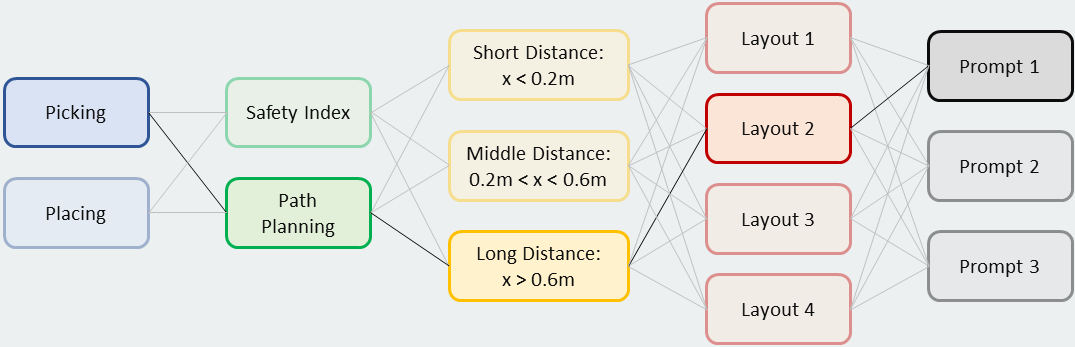 Picking
Placing
Safety Index
Path
Planning
Short Distance:
x < 0.2m
Middle Distance:
0.2m < x < 0.6m
Long Distance:
x > 0.6m
Layout 1
Layout 2
Layout 3
Layout 4
Prompt 1
Prompt 2
Prompt 3